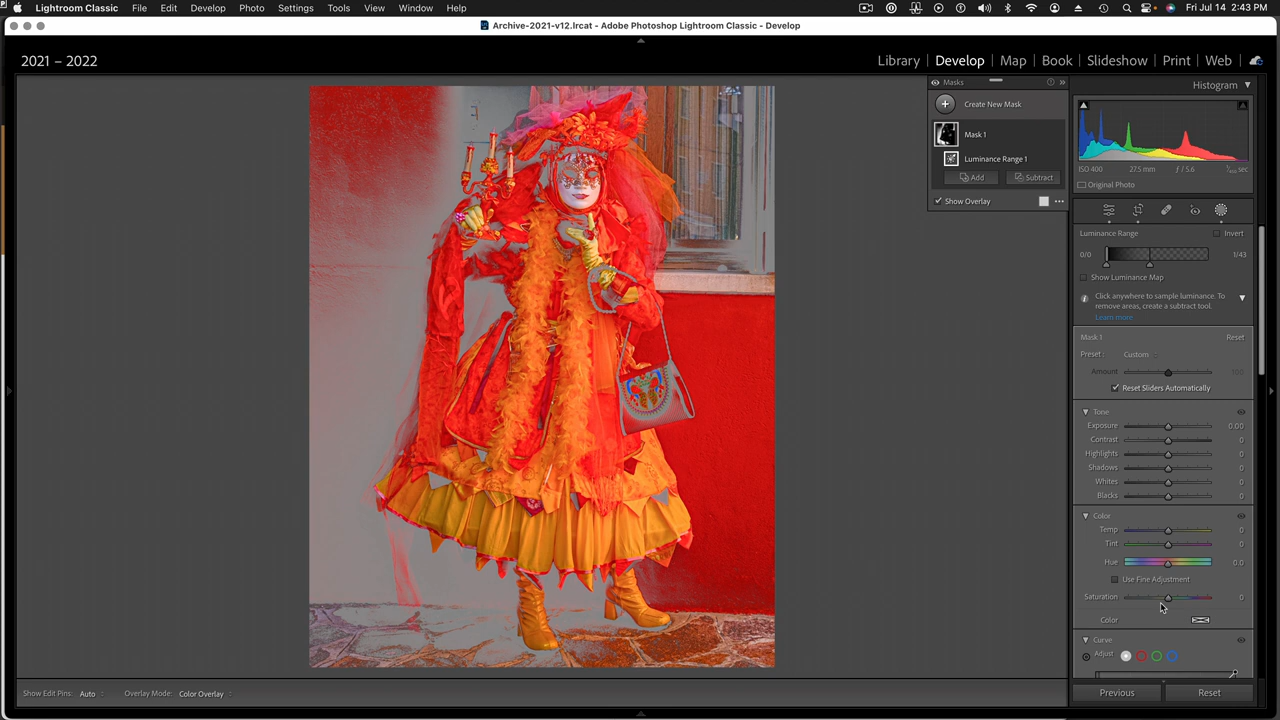 Lightroom Classic File Edit Develop Photo Settings Tools View Window Help Fri Jul 14 2:43 PM
Archive-2021-v12.lrcat - Adobe Photoshop Lightroom Classic - Develop
2021 – 2022
Library Develop Map Book Slideshow Print Web
Masks
Create New Mask
Mask 1
Luminance Range 1
Add Subtract
Show Overlay
Histogram
ISO 400 27.5 mm ƒ / 5.6
Original Photo
Luminance Range Invert
0/0 1/43
Show Luminance Map
Click anywhere to sample luminance. To
remove areas, create a subtract tool.
Learn more
Mask 1 Reset
Preset : Custom
Amount 100
Reset Sliders Automatically
Tone
Exposure 0.00
Contrast 0
Highlights 0
Shadows 0
Whites 0
Blacks 0
Color
Temp 0
Tint 0
Hue 0.0
Use Fine Adjustment
Saturation 0
Color
Curve
Adjust
Show Edit Pins: Auto Overlay Mode: Color Overlay
Previous Reset